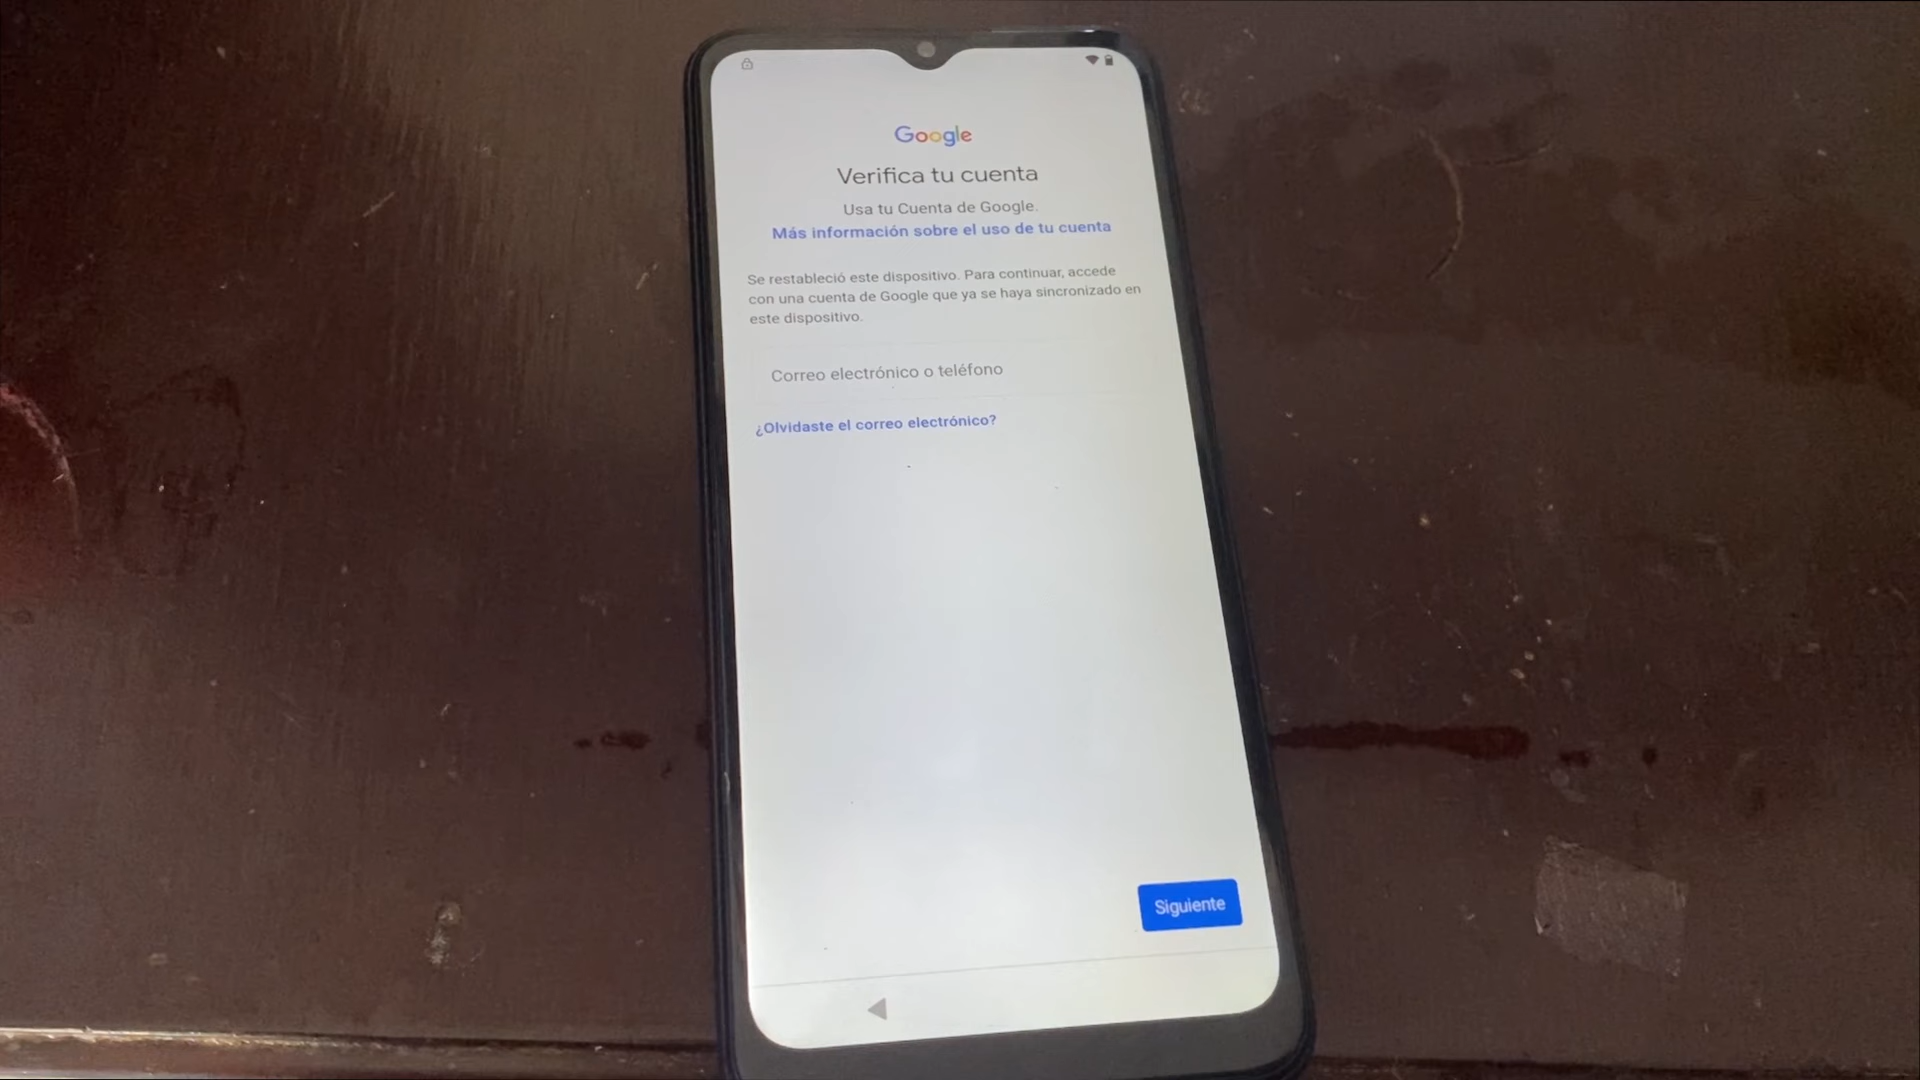 Google
Verifica tu cuenta
Usa tu Cuenta de Google.
Más información sobre el uso de tu cuenta
Se restableció este dispositivo. Para continuar, accede
con una cuenta de Google que ya se haya sincronizado en
este dispositivo.
Correo electrónico o teléfono
¿Olvidaste el correo electrónico?
Siguiente